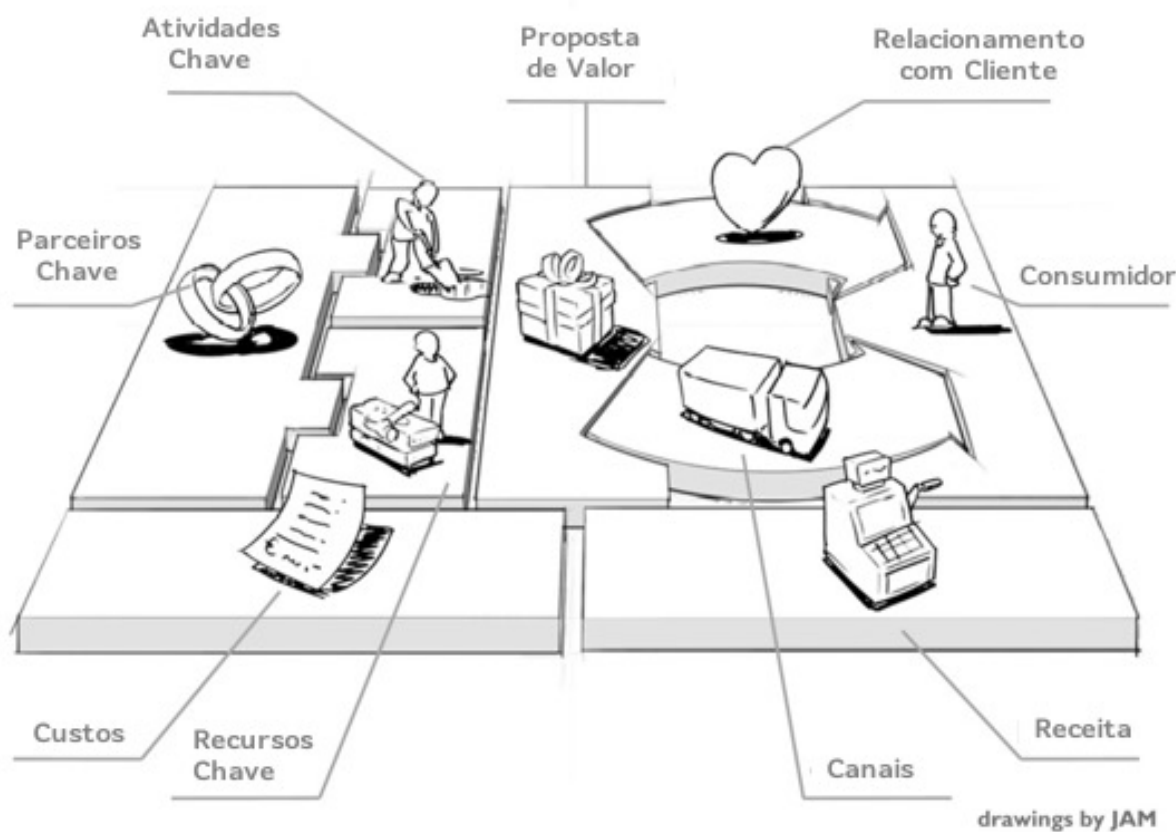 Atividades
Chave
Proposta
de Valor
Relacionamento
com Cliente
Parceiros
Chave
Consumidor
Custos
Recursos
Chave
Canais
Receita
drawings by JAM